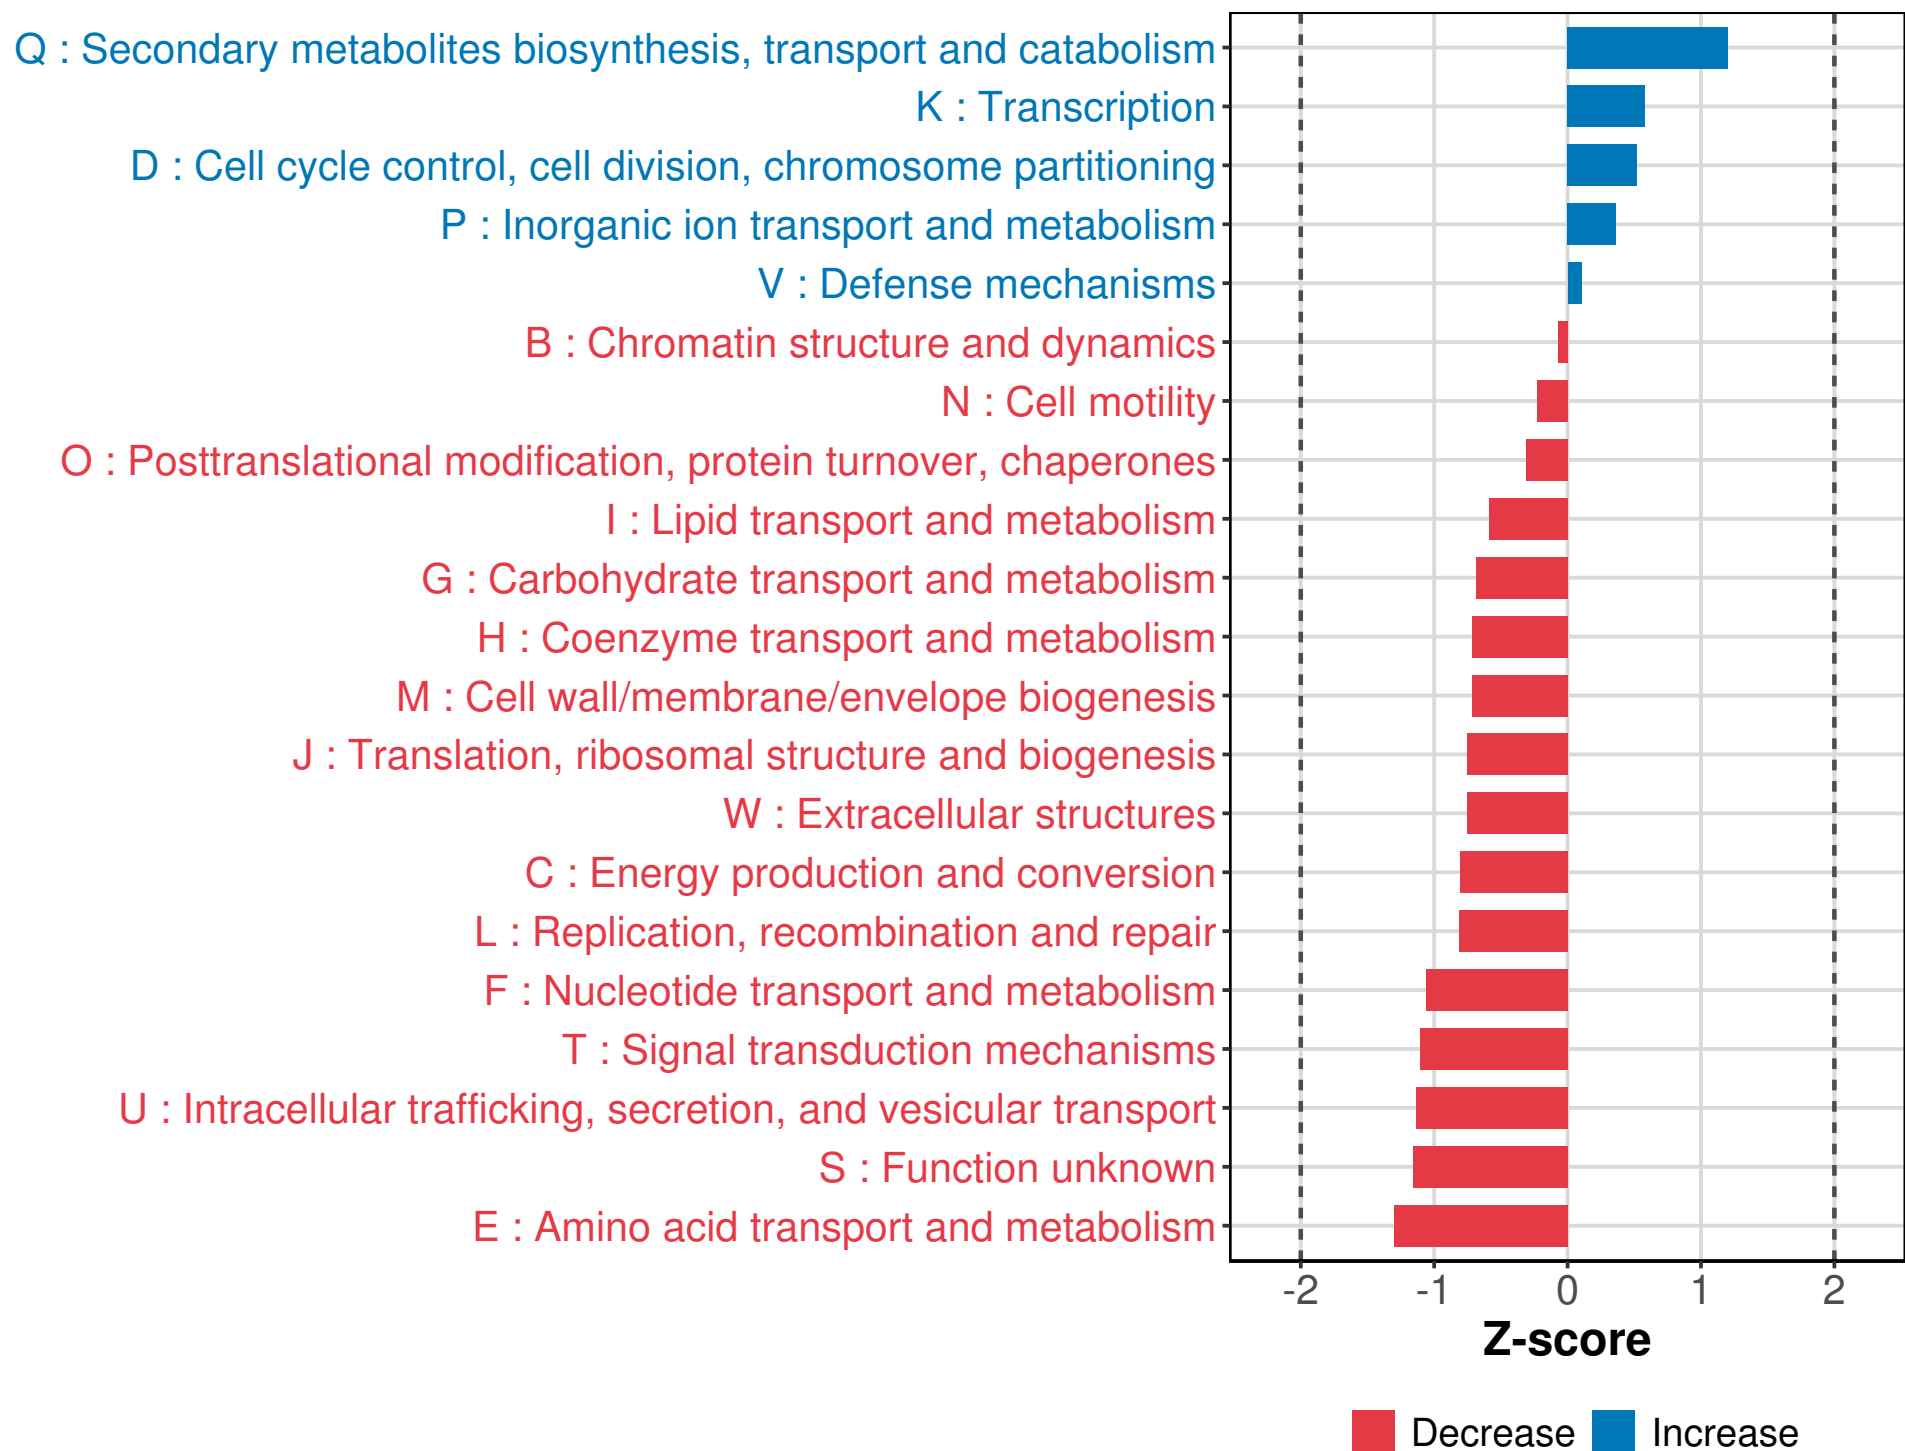 Q : Secondary metabolites biosynthesis, transport and catabolism
K : Transcription
D : Cell cycle control, cell division, chromosome partitioning
P : Inorganic ion transport and metabolism
V : Defense mechanisms
B : Chromatin structure and dynamics
N : Cell motility
O : Posttranslational modification, protein turnover, chaperones
I : Lipid transport and metabolism
G : Carbohydrate transport and metabolism
H : Coenzyme transport and metabolism
M : Cell wall/membrane/envelope biogenesis
J : Translation, ribosomal structure and biogenesis
W : Extracellular structures
C : Energy production and conversion
L : Replication, recombination and repair
F : Nucleotide transport and metabolism
T : Signal transduction mechanisms
U : Intracellular trafficking, secretion, and vesicular transport
S : Function unknown
E : Amino acid transport and metabolism
-2 -1 0 1 2
Z-score
Decrease Increase